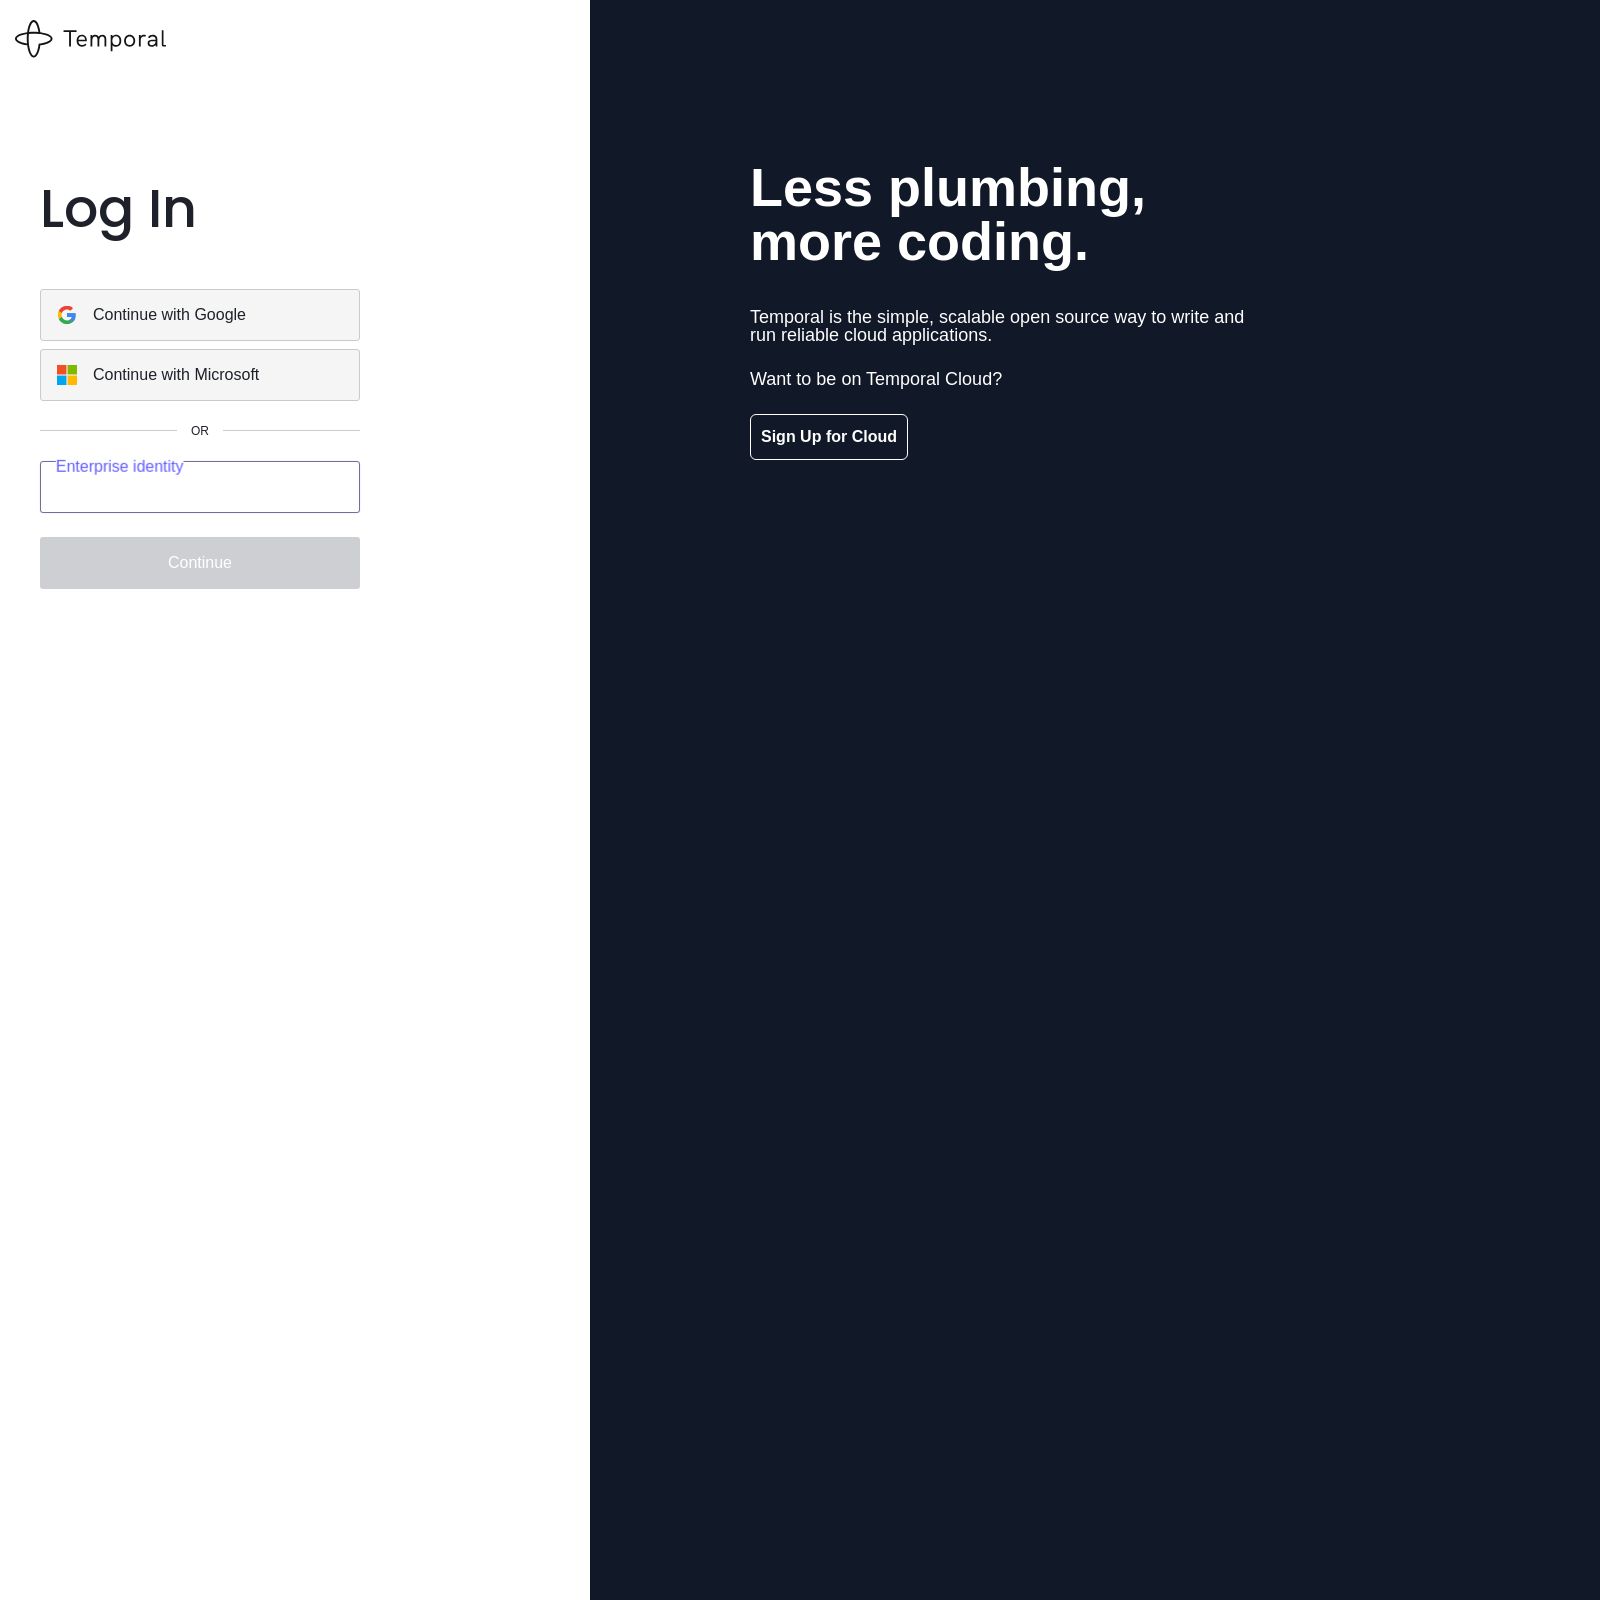 Temporal
Log In
Continue with Google
Continue with Microsoft
OR
Enterprise identity
Continue
Less plumbing,
more coding.
Temporal is the simple, scalable open source way to write and
run reliable cloud applications.
Want to be on Temporal Cloud?
Sign Up for Cloud